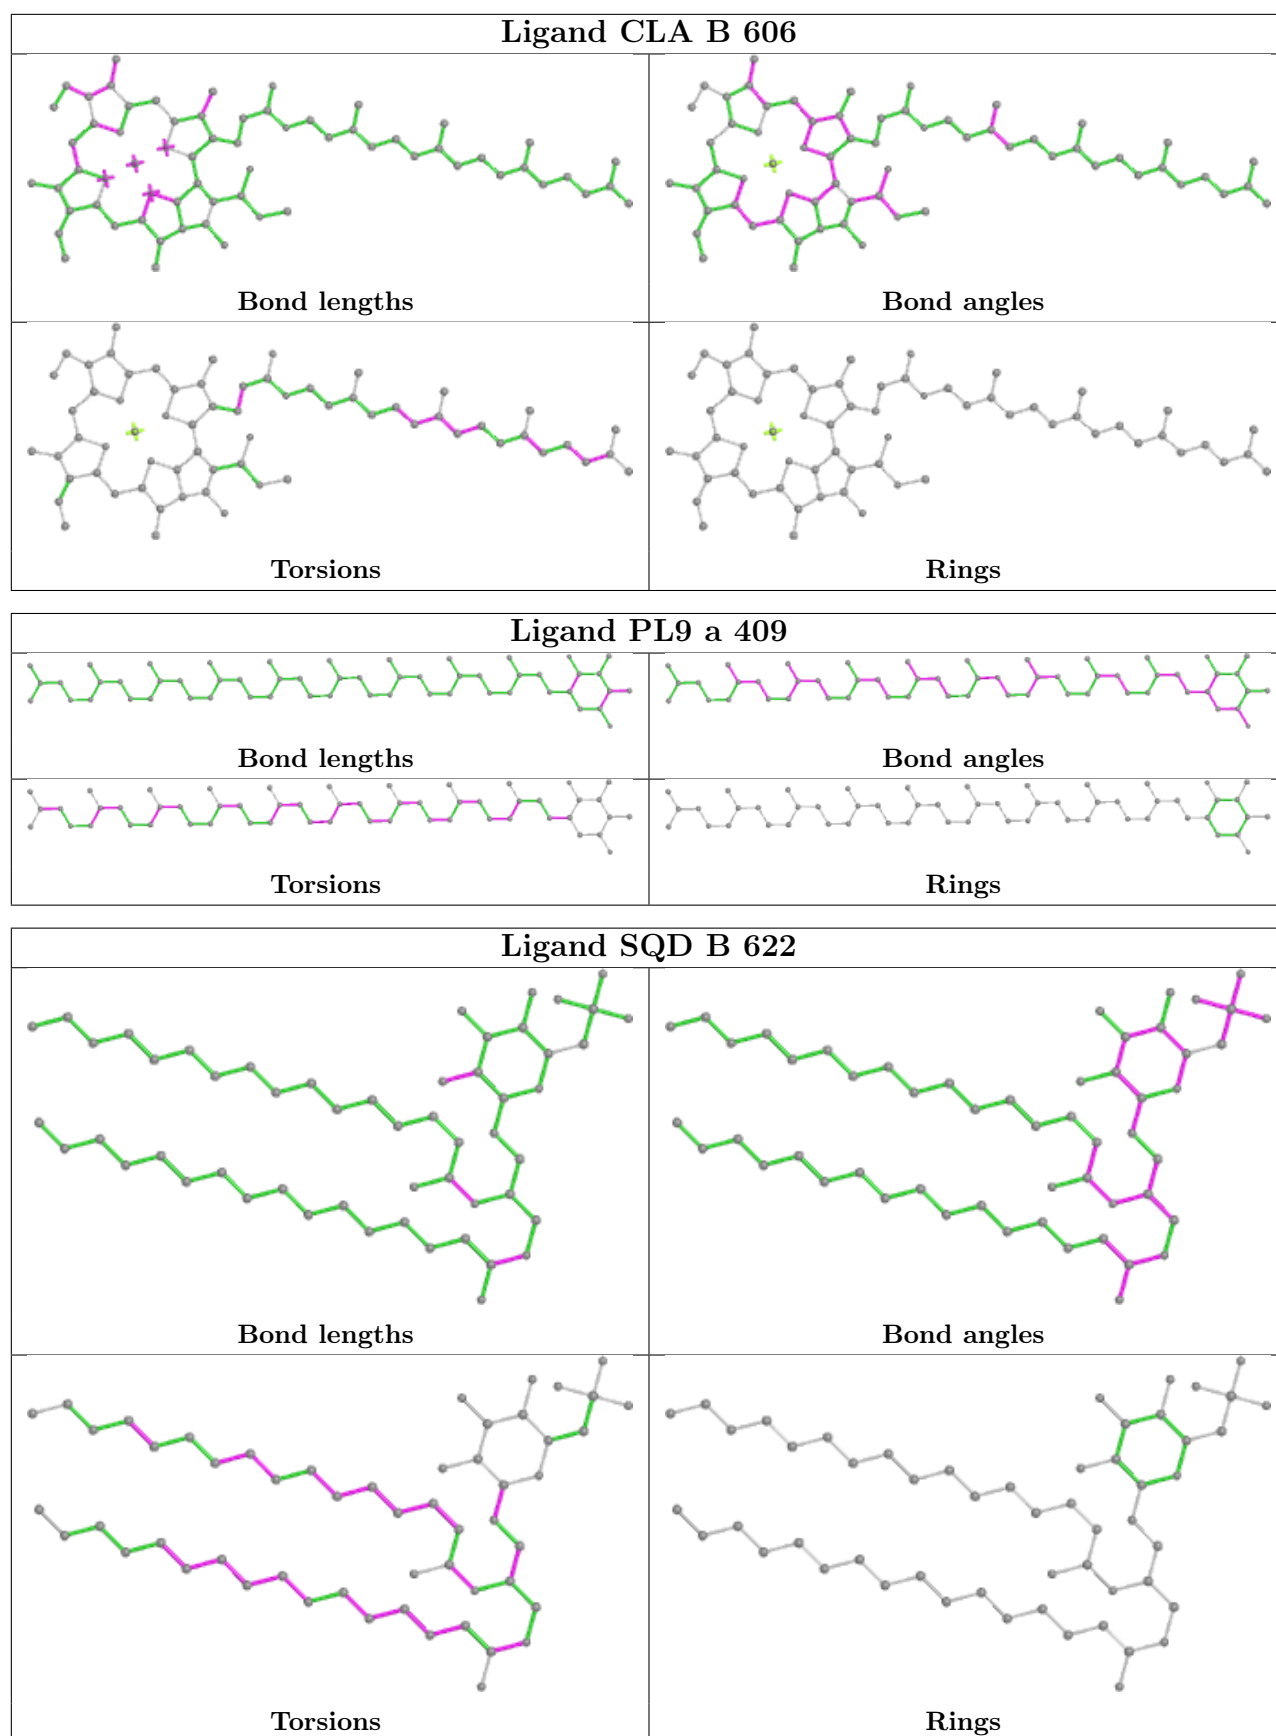 Ligand CLA B 606
Bond lengths
Bond angles
Torsions
Rings
Ligand PL9 a 409
Bond lengths
Bond angles
Torsions
Rings
Ligand SQD B 622
Bond lengths
Bond angles
Torsions
Rings